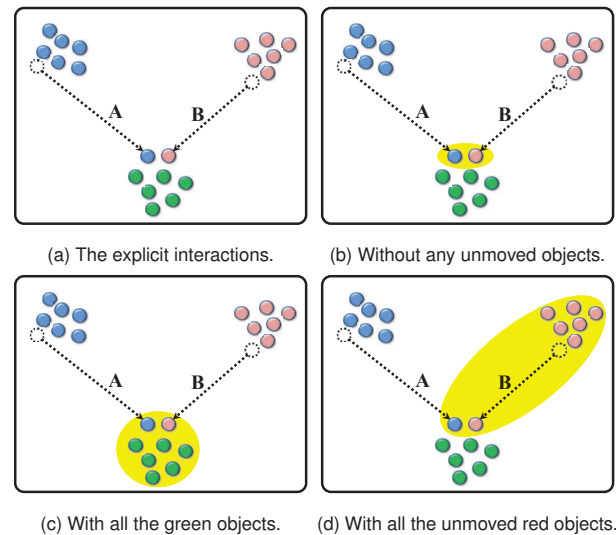 A
B
A
B
(a) The explicit interactions.
(b) Without any unmoved objects.
A
B
A
B
(c) With all the green objects.
(d) With all the unmoved red objects.